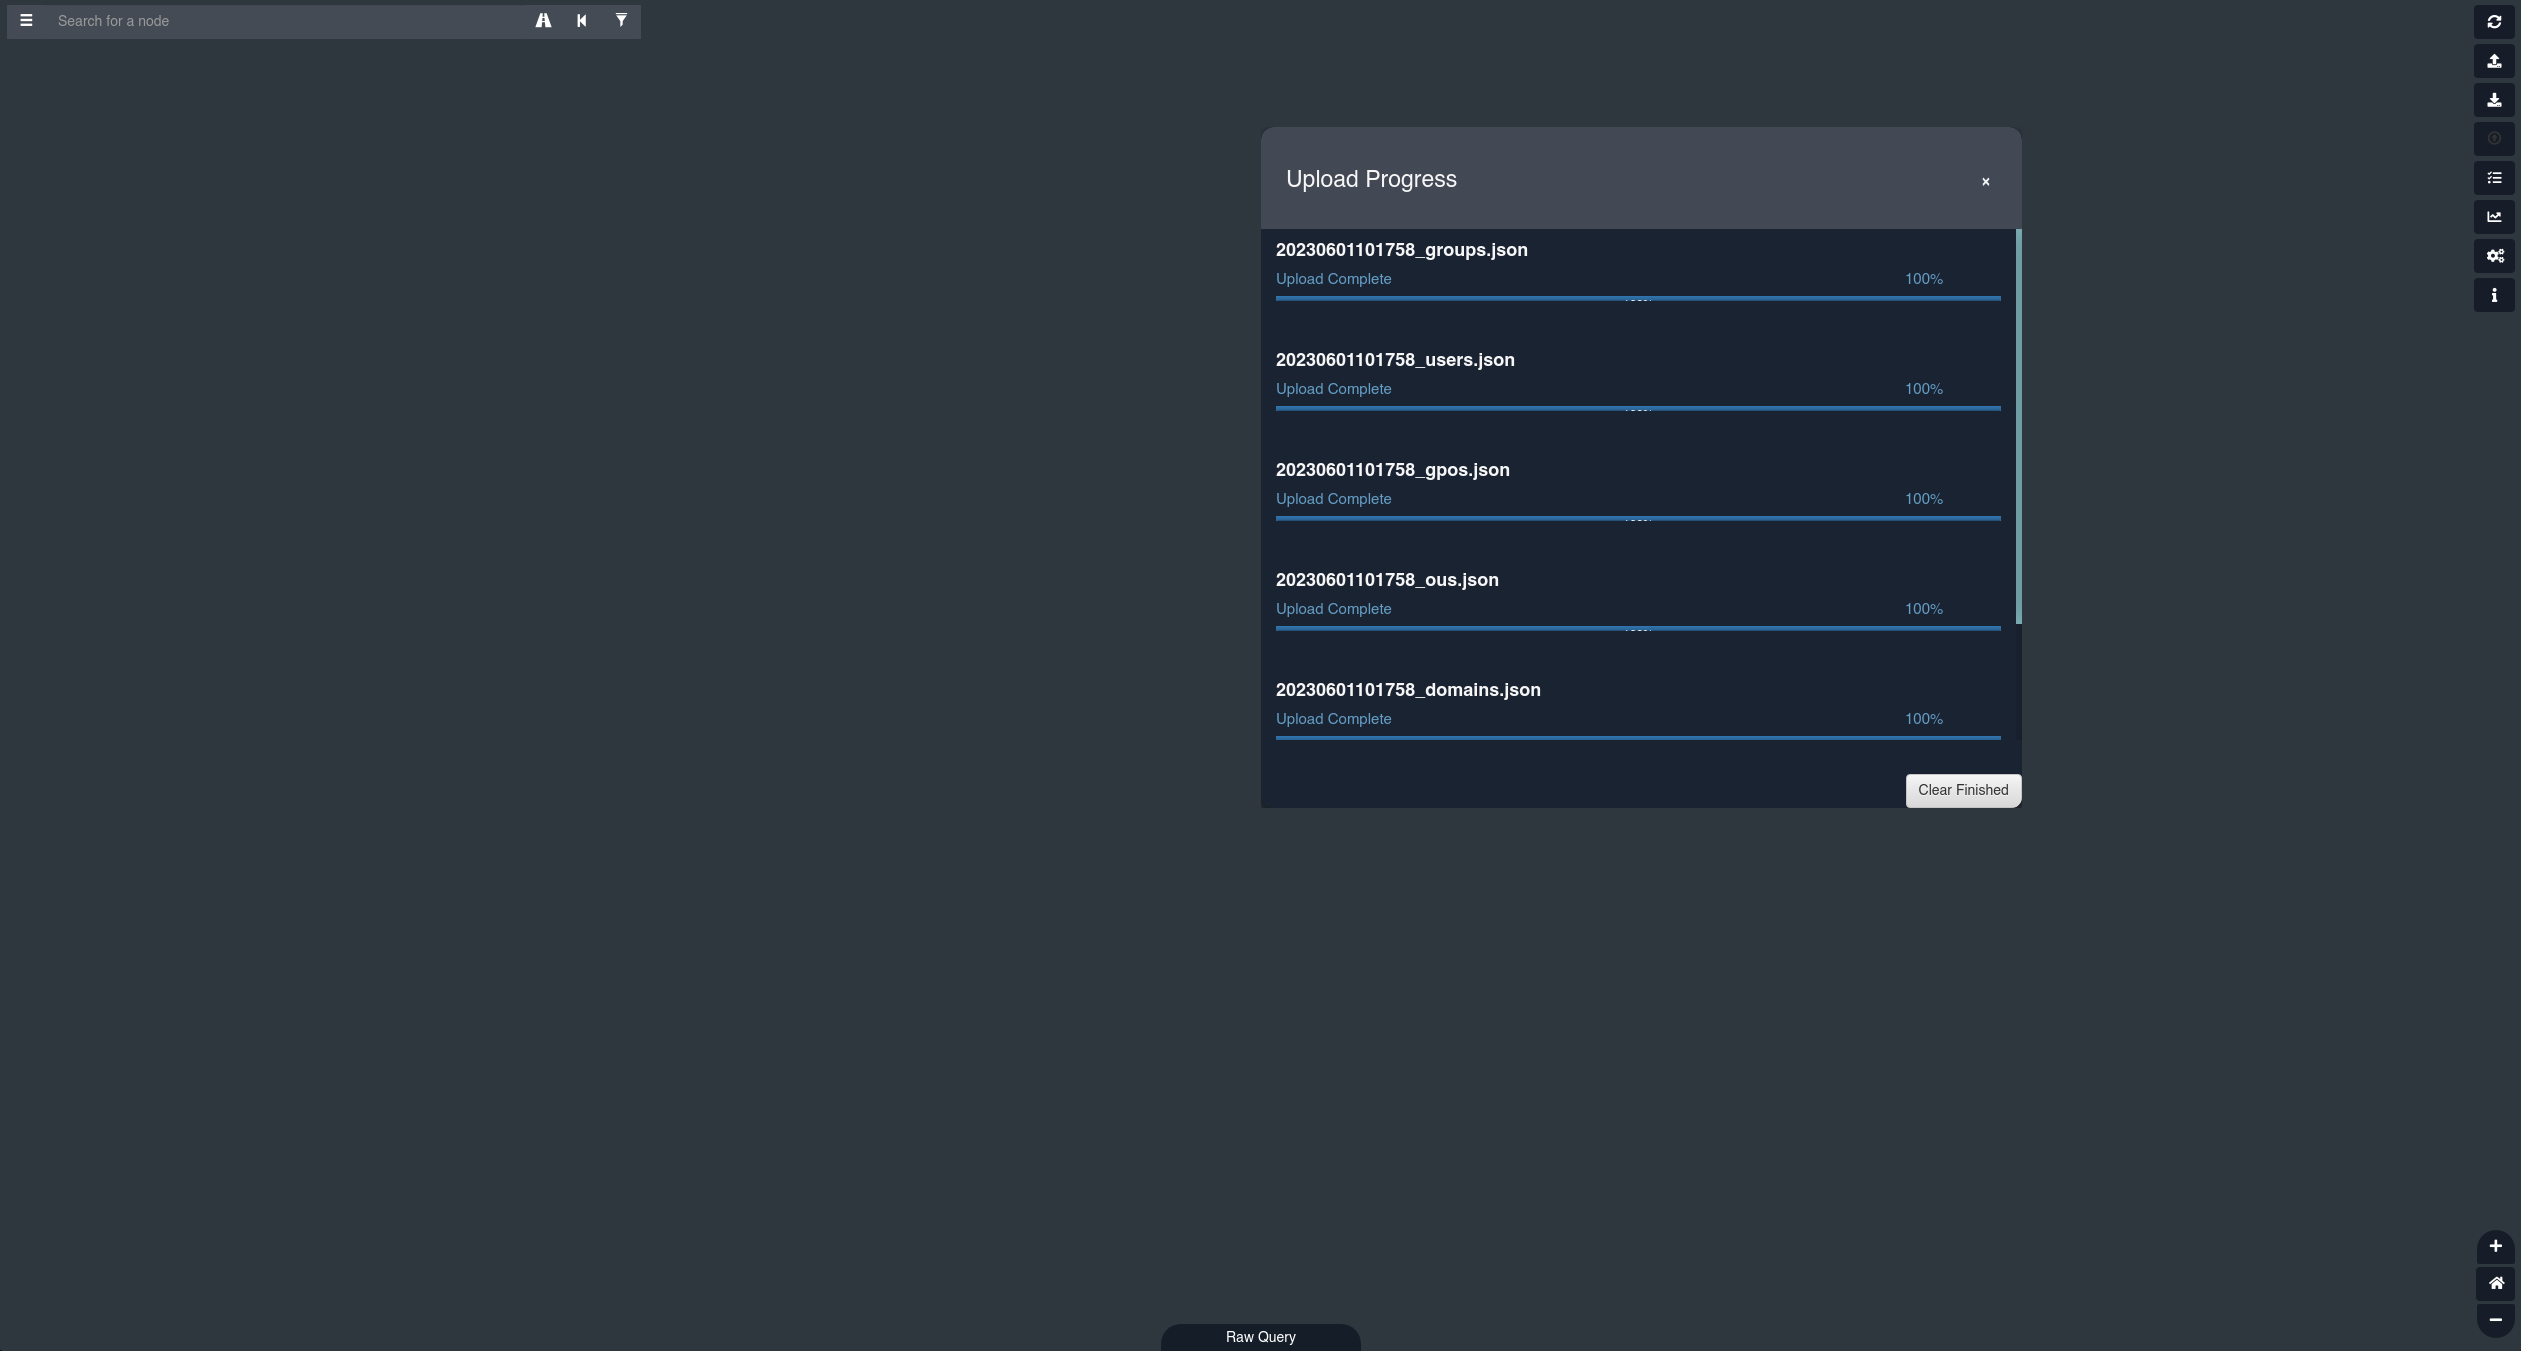 Search for a node
Upload Progress
×
20230601101758_groups.json
Upload Complete 100%
20230601101758_users.json
Upload Complete 100%
20230601101758_gpos.json
Upload Complete 100%
20230601101758_ous.json
Upload Complete 100%
20230601101758_domains.json
Upload Complete 100%
Clear Finished
Raw Query